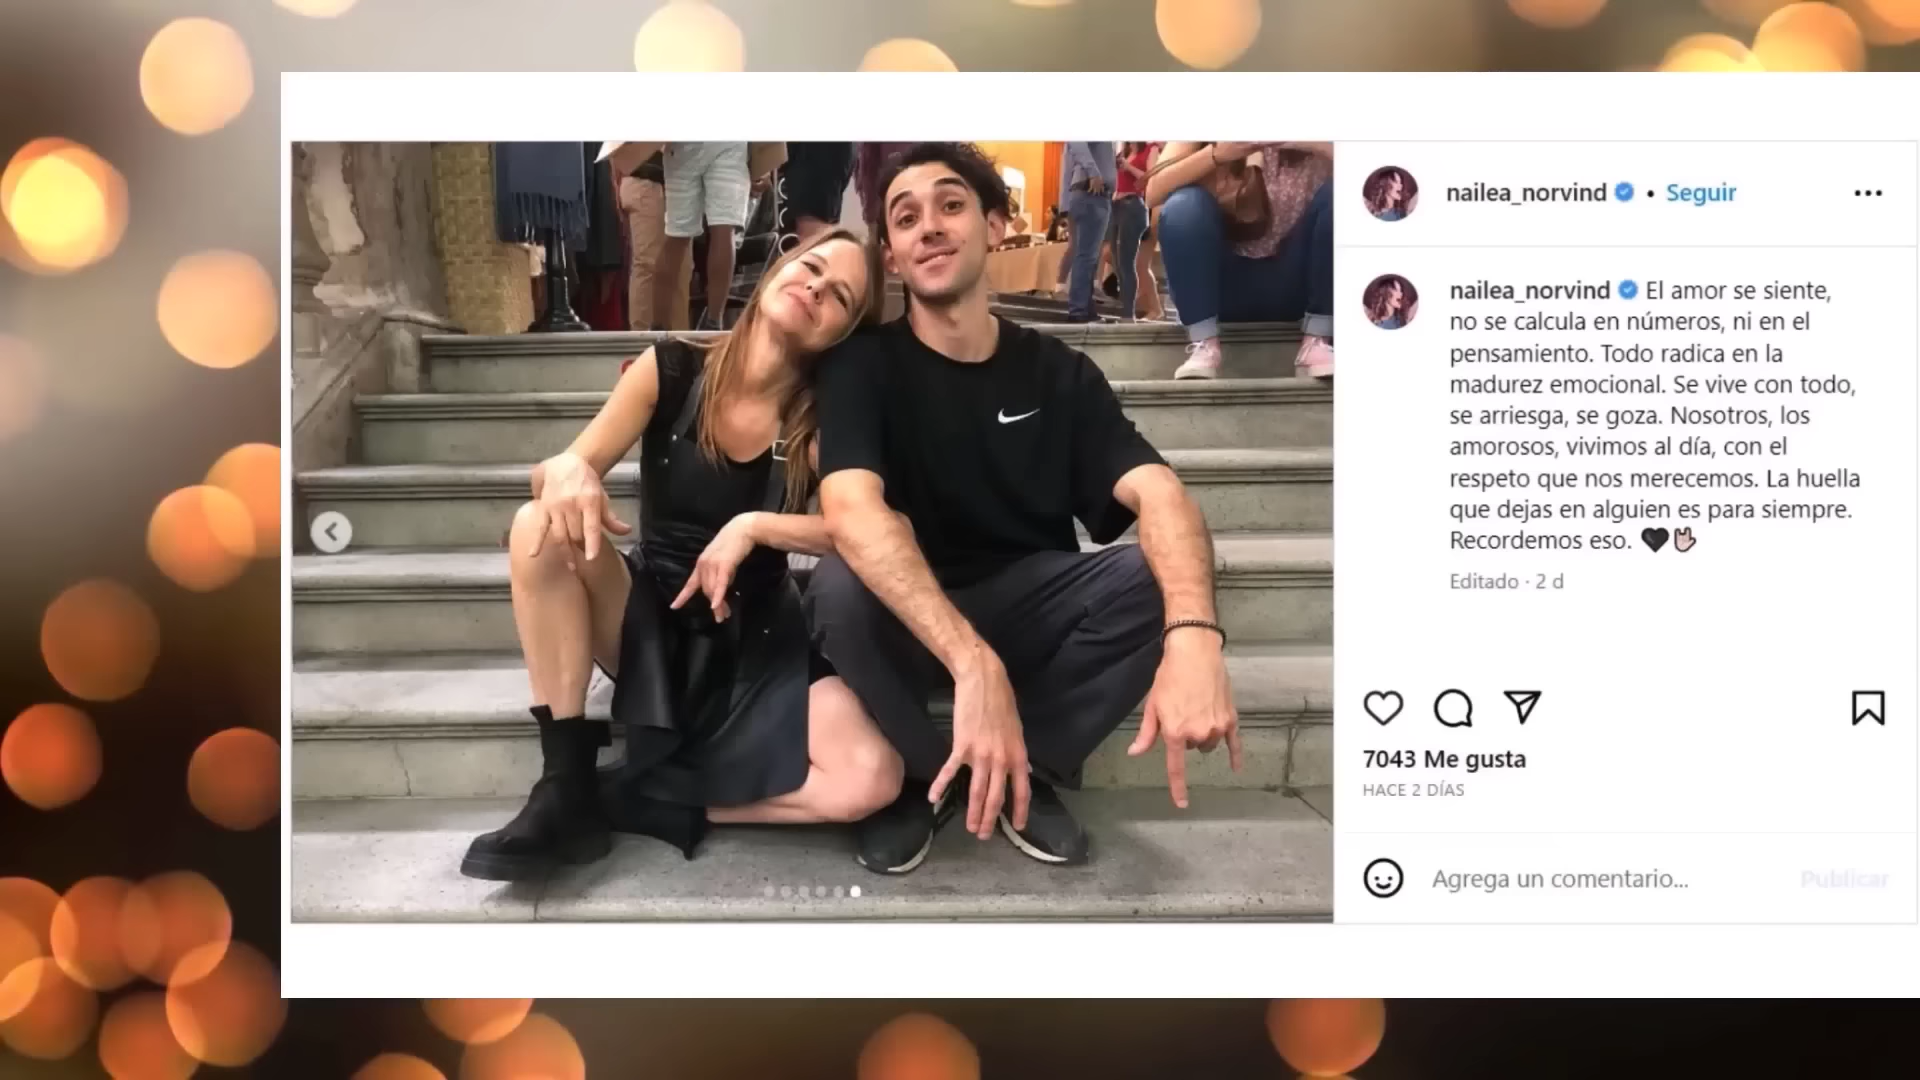 nailea_norvind • Seguir
nailea_norvind El amor se siente,
no se calcula en números, ni en el
pensamiento. Todo radica en la
madurez emocional. Se vive con todo,
se arriesga, se goza. Nosotros, los
amorosos, vivimos al día, con el
respeto que nos merecemos. La huella
que dejas en alguien es para siempre.
Recordemos eso. 🖤🤟🏻
Editado · 2 d
7043 Me gusta
HACE 2 DÍAS
Agrega un comentario...
Publicar